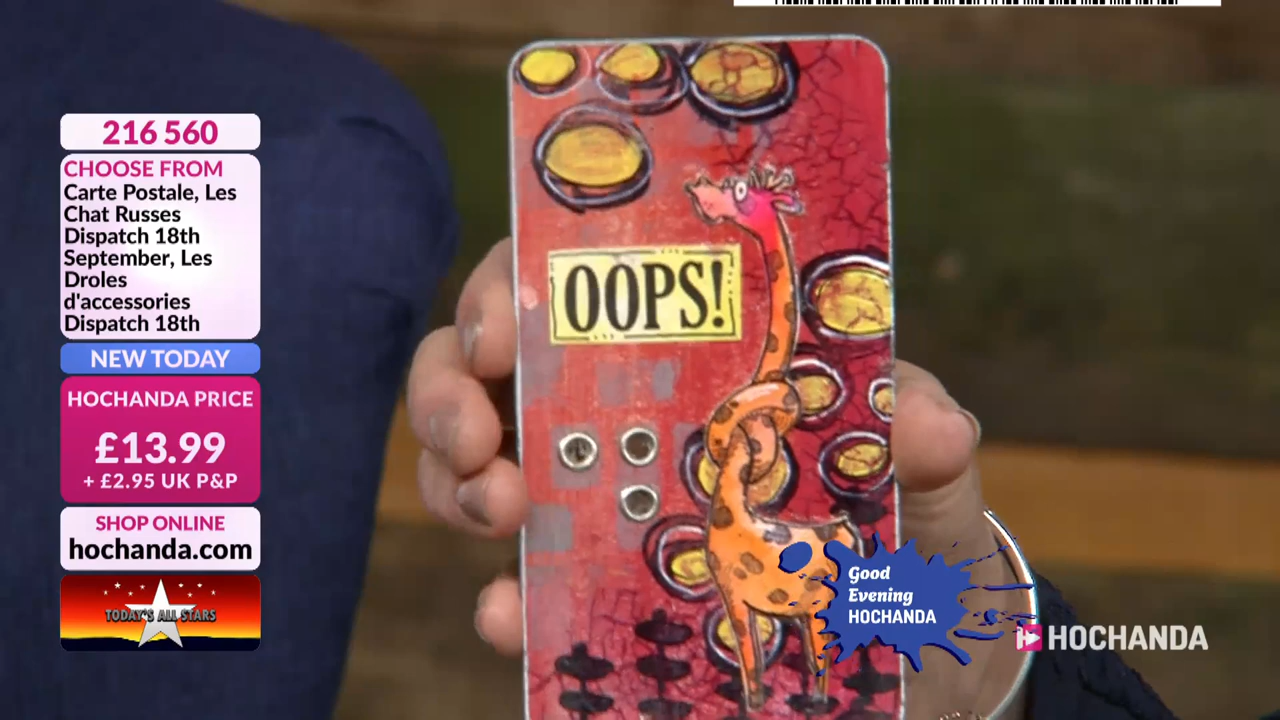 216 560
CHOOSE FROM
Carte Postale, Les
Chat Russes
Dispatch 18th
September, Les
Droles
d'accessories
Dispatch 18th
NEW TODAY
HOCHANDA PRICE
£13.99
+ £2.95 UK P&P
SHOP ONLINE
hochanda.com
TODAY'S ALL STARS
OOPS!
Good
Evening
HOCHANDA
HOCHANDA